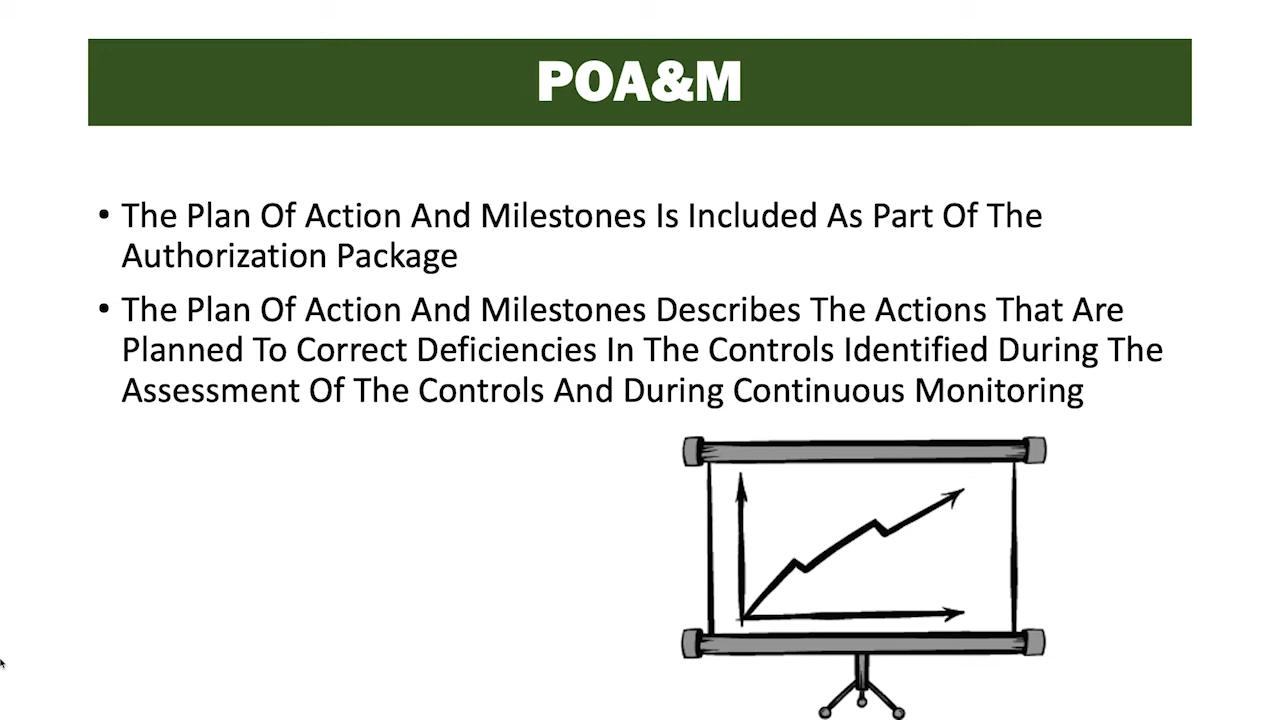 POA&M
• The Plan Of Action And Milestones Is Included As Part Of The
Authorization Package
• The Plan Of Action And Milestones Describes The Actions That Are
Planned To Correct Deficiencies In The Controls Identified During The
Assessment Of The Controls And During Continuous Monitoring